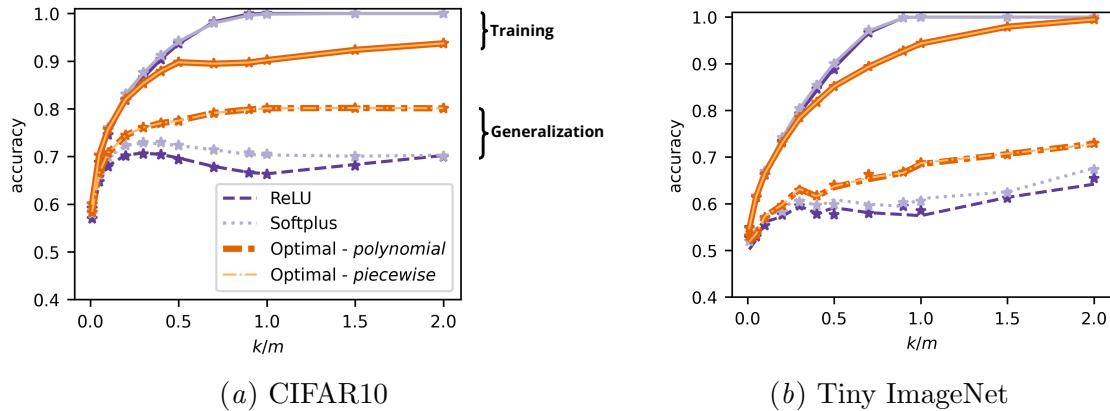 1.0
0.9
0.8
0.7
0.6
0.5
0.4
accuracy
0.0 0.5 1.0 1.5 2.0
k/m
ReLU
Softplus
Optimal - polynomial
Optimal - piecewise
Training
Generalization
(a) CIFAR10
1.0
0.9
0.8
0.7
0.6
0.5
0.4
accuracy
0.0 0.5 1.0 1.5 2.0
k/m
(b) Tiny ImageNet